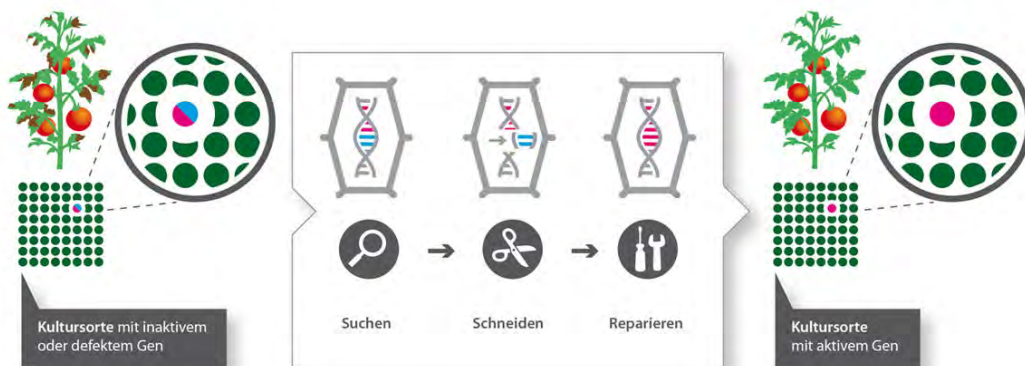 Suchen
Schneiden
Reparieren
Kultursorte mit inaktivem
oder defektem Gen
Kultursorte
mit aktivem Gen